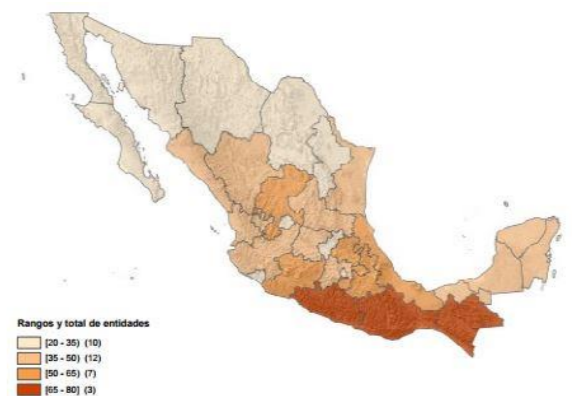 Rangos y total de entidades
[20 - 35) (10)
[35 - 50) (12)
[50 - 65) (7)
[65 - 80] (3)